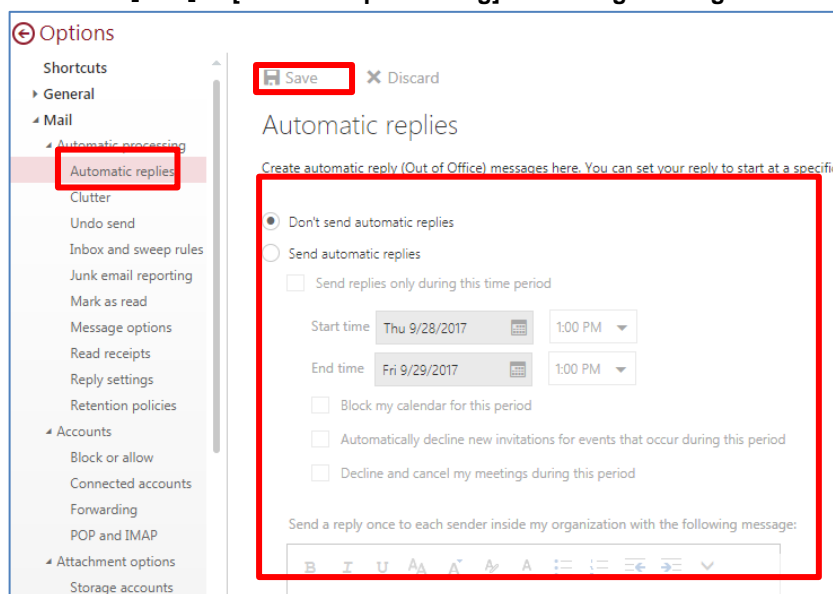 Options
Shortcuts
General
Mail
Automatic processing
Automatic replies
Clutter
Undo send
Inbox and sweep rules
Junk email reporting
Mark as read
Message options
Read receipts
Reply settings
Retention policies
Accounts
Block or allow
Connected accounts
Forwarding
POP and IMAP
Attachment options
Storage accounts
Save Discard
Automatic replies
Create automatic reply (Out of Office) messages here. You can set your reply to start at a specific
Don't send automatic replies
Send automatic replies
Send replies only during this time period
Start time Thu 9/28/2017 1:00 PM
End time Fri 9/29/2017 1:00 PM
Block my calendar for this period
Automatically decline new invitations for events that occur during this period
Decline and cancel my meetings during this period
Send a reply once to each sender inside my organization with the following message:
B I U